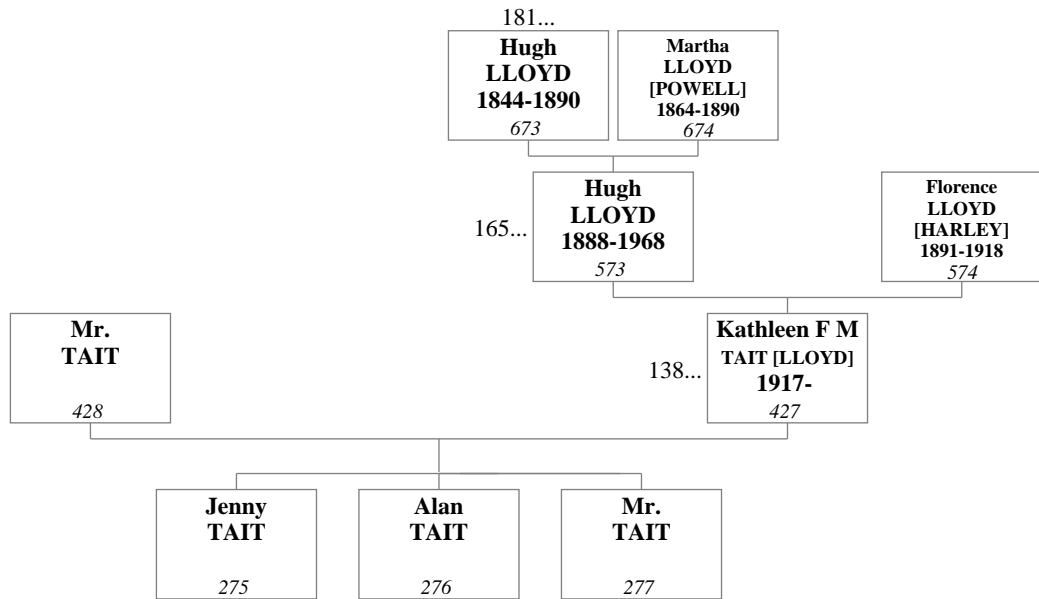 181...
Hugh
LLOYD
1844-1890
673
Martha
LLOYD
[POWELL]
1864-1890
674
165...
Hugh
LLOYD
1888-1968
573
Florence
LLOYD
[HARLEY]
1891-1918
574
Mr.
TAIT
428
138...
Kathleen F M
TAIT [LLOYD]
1917-
427
Jenny
TAIT
275
Alan
TAIT
276
Mr.
TAIT
277